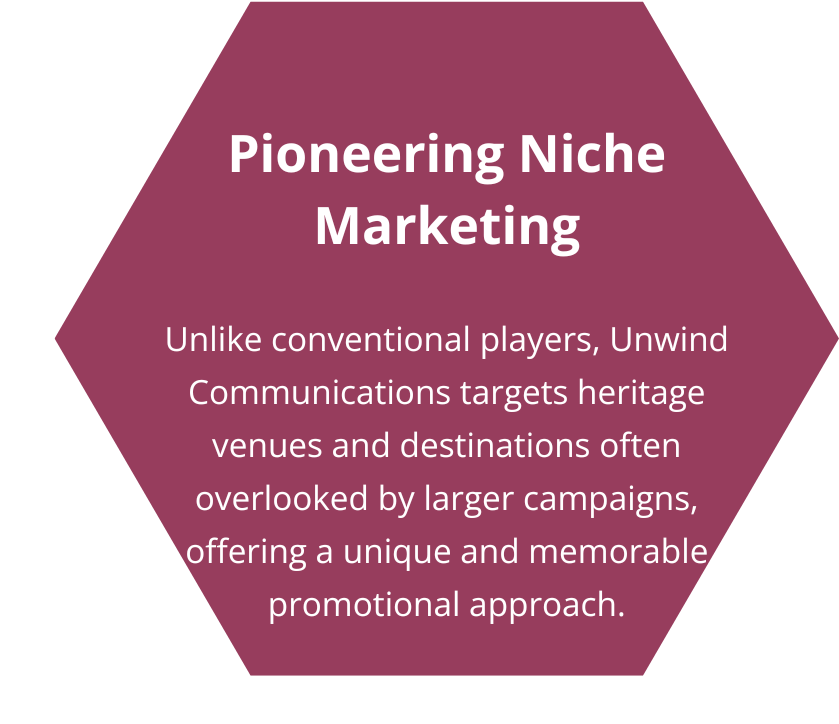 Pioneering Niche
Marketing
Unlike conventional players, Unwind
Communications targets heritage
venues and destinations often
overlooked by larger campaigns,
offering a unique and memorable
promotional approach.